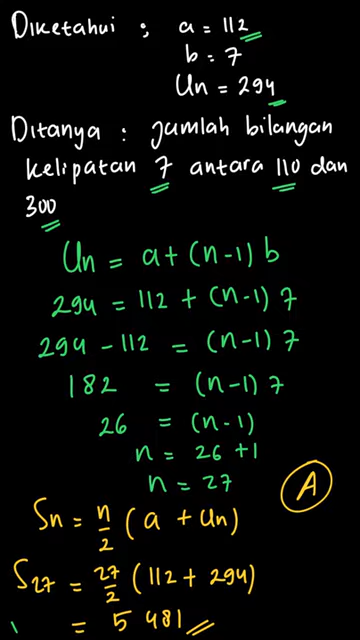 Diketahui : a = 112
b = 7
Un = 294
Ditanya : jumlah bilangan
kelipatan 7 antara 110 dan
300
Un = a + (n - 1) b
294 = 112 + (n - 1) 7
294 - 112 = (n - 1) 7
182 = (n - 1) 7
26 = (n - 1)
n = 26 + 1
n = 27
A
Sn = n/2 (a + Un)
S27 = 27/2 (112 + 294)
= 5 481